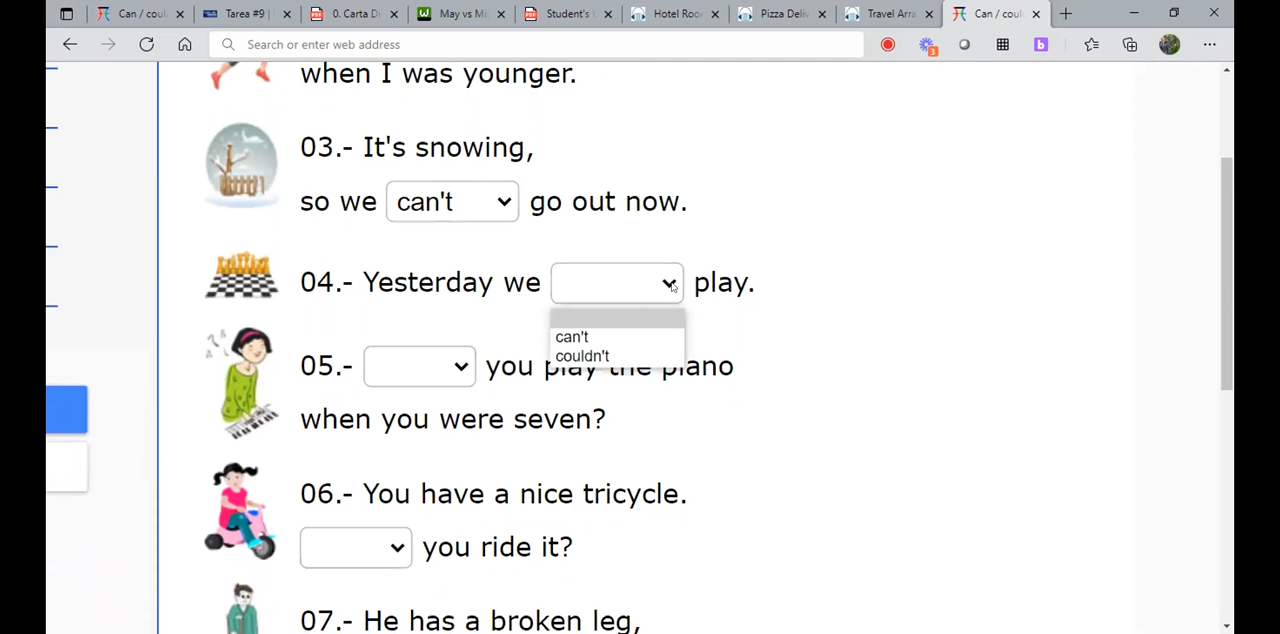 Can / coul
Tarea #9 |
0. Carta D
May vs Mi
Student's
Hotel Roo
Pizza Deliv
Travel Arra
Can / coul
Search or enter web address
3
b
when I was younger.
03.- It's snowing,
so we can't go out now.
04.- Yesterday we play.
can't
couldn't
05.- you play the piano
when you were seven?
06.- You have a nice tricycle.
you ride it?
07.- He has a broken leg,